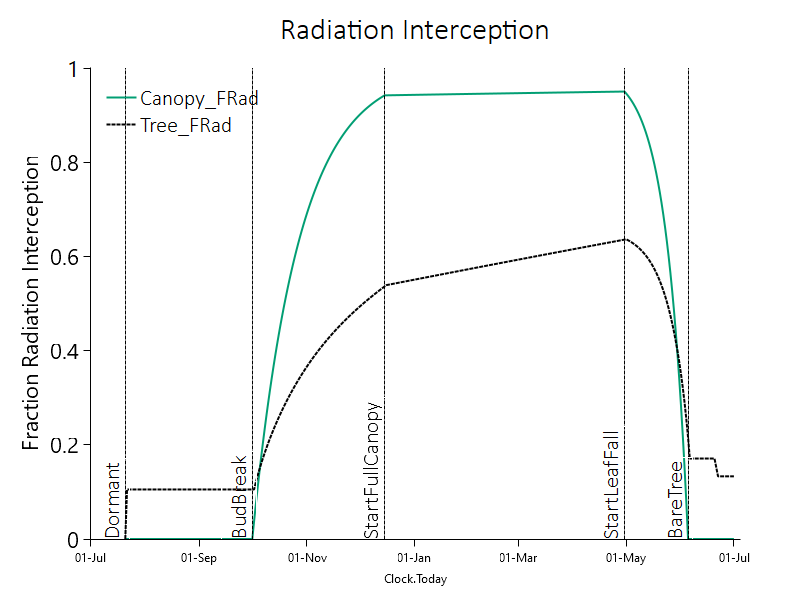 Radiation Interception
1
Canopy_FRad
Tree_FRad
0.8
0.6
0.4
0.2
0
Fraction Radiation Interception
Dormant
BudBreak
StartFullCanopy
StartLeafFall
BareTree
01-Jul
01-Sep
01-Nov
01-Jan
01-Mar
01-May
01-Jul
Clock.Today